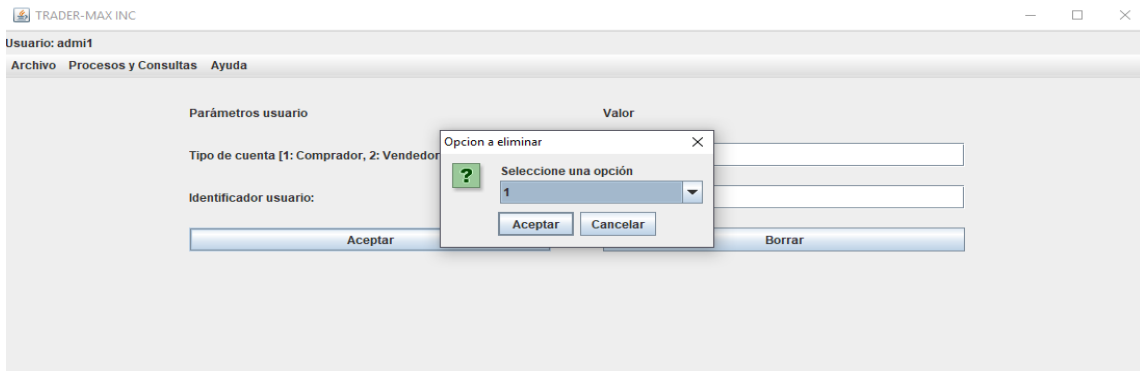 TRADER-MAX INC
Usuario: admi1
Archivo Procesos y Consultas Ayuda
Parámetros usuario Valor
Opcion a eliminar
Tipo de cuenta [1: Comprador, 2: Vendedor
Seleccione una opción
?
1
Identificador usuario:
Aceptar Cancelar
Aceptar Borrar